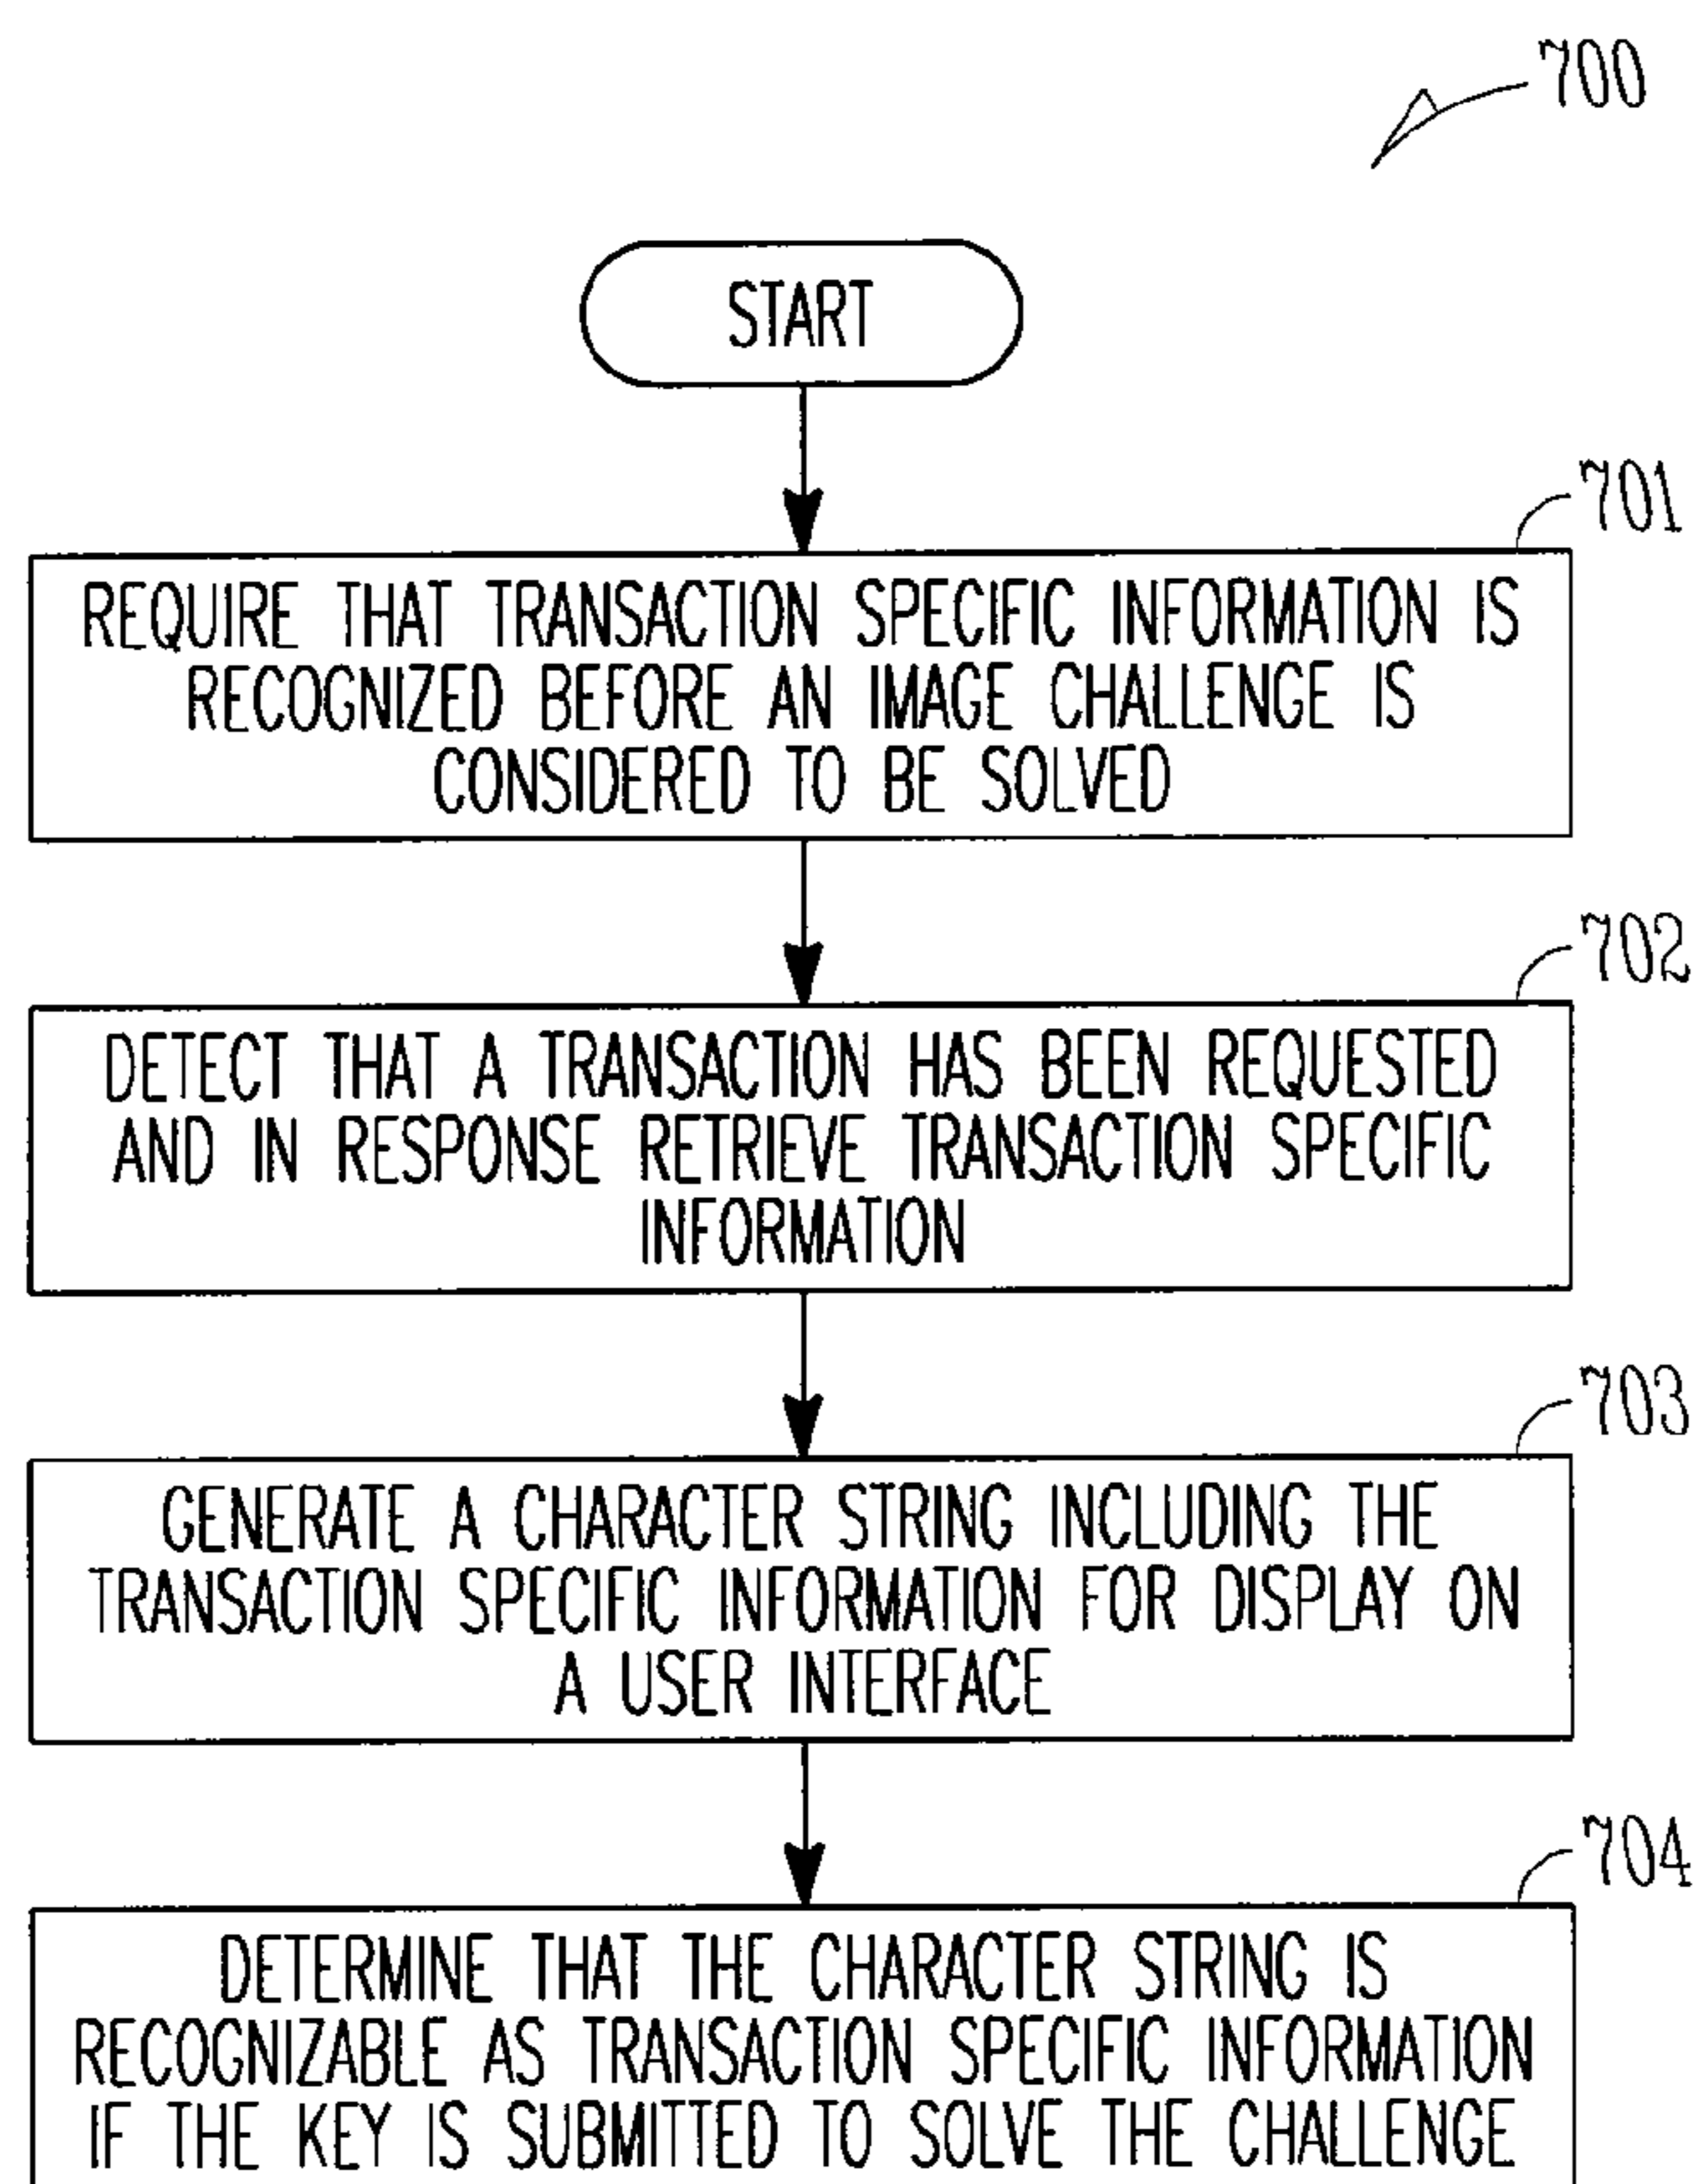 700
START
701
REQUIRE THAT TRANSACTION SPECIFIC INFORMATION IS
RECOGNIZED BEFORE AN IMAGE CHALLENGE IS
CONSIDERED TO BE SOLVED
702
DETECT THAT A TRANSACTION HAS BEEN REQUESTED
AND IN RESPONSE RETRIEVE TRANSACTION SPECIFIC
INFORMATION
703
GENERATE A CHARACTER STRING INCLUDING THE
TRANSACTION SPECIFIC INFORMATION FOR DISPLAY ON
A USER INTERFACE
704
DETERMINE THAT THE CHARACTER STRING IS
RECOGNIZABLE AS TRANSACTION SPECIFIC INFORMATION
IF THE KEY IS SUBMITTED TO SOLVE THE CHALLENGE